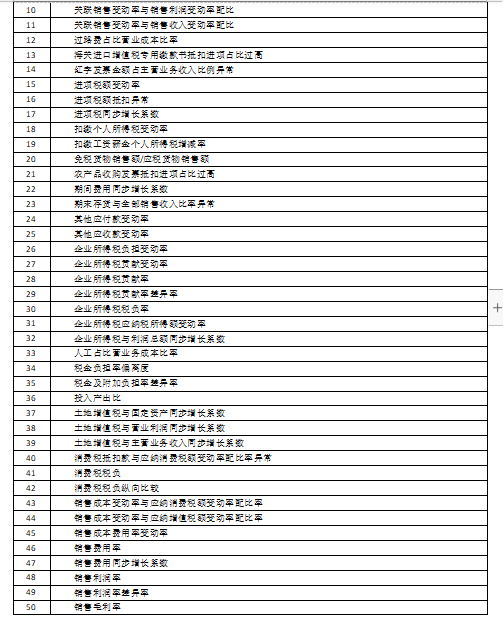 10 关联销售变动率与销售利润变动率配比
11 关联销售变动率与销售收入变动率配比
12 过路费占比营业成本比率
13 海关进口增值税专用缴款书抵扣进项占比过高
14 红字发票金额占主营业务收入比例异常
15 进项税额变动率
16 进项税额抵扣异常
17 进项税同步增长系数
18 扣缴个人所得税变动率
19 扣缴工资薪金个人所得税增减率
20 免税货物销售额/应税货物销售额
21 农产品收购发票抵扣进项占比过高
22 期间费用同步增长系数
23 期末存货与全部销售收入比率异常
24 其他应付款变动率
25 其他应收款变动率
26 企业所得税负担变动率
27 企业所得税贡献变动率
28 企业所得税贡献率
29 企业所得税贡献率差异率
30 企业所得税税负率
31 企业所得税应纳税所得额变动率
32 企业所得税与利润总额同步增长系数
33 人工占比营业成本比率
34 税金负担率偏离度
35 税金及附加负担率差异率
36 投入产出比
37 土地增值税与固定资产同步增长系数
38 土地增值税与营业利润同步增长系数
39 土地增值税与主营业务收入同步增长系数
40 消费税抵扣款与应纳消费税额变动率配比率异常
41 消费税税负
42 消费税税负纵向比较
43 销售成本变动率与应纳消费税额变动率配比率
44 销售成本变动率与应纳增值税额变动率配比率
45 销售成本费用率变动率
46 销售费用率
47 销售费用同步增长系数
48 销售利润率
49 销售利润率差异率
50 销售毛利率